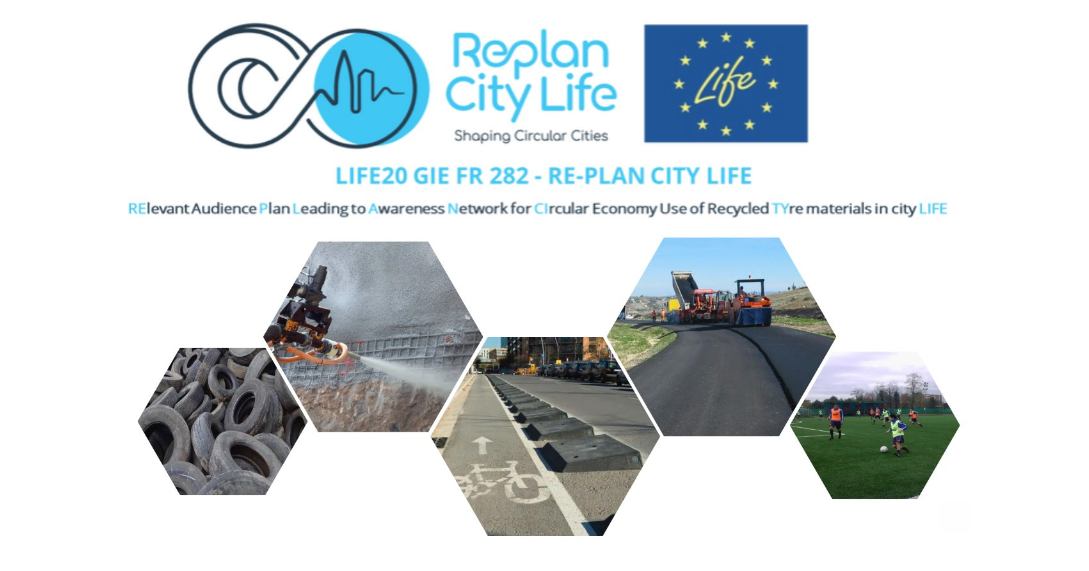 Replan
City Life
Life
Shaping Circular Cities
LIFE20 GIE FR 282 - RE-PLAN CITY LIFE
RElevant Audience Plan Leading to Awareness Network for CIrcular Economy Use of Recycled TYre materials in city LIFE